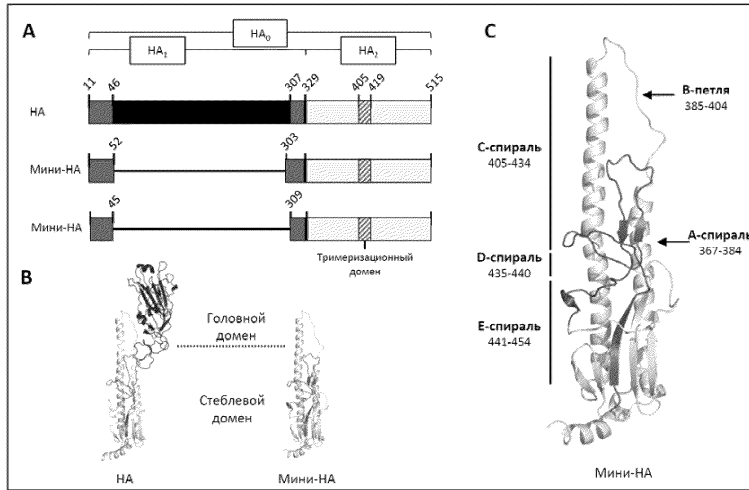 A
HA₀
HA₁
HA₂
11
46
307
329
405
419
515
HA
52
303
Мини-HA
45
309
Мини-HA
Тримеризационный
домен
B
Головной
домен
Стеблевой
домен
HA
Мини-HA
C
B-петля
385-404
C-спираль
405-434
A-спираль
367-384
D-спираль
435-440
E-спираль
441-454
Мини-HA